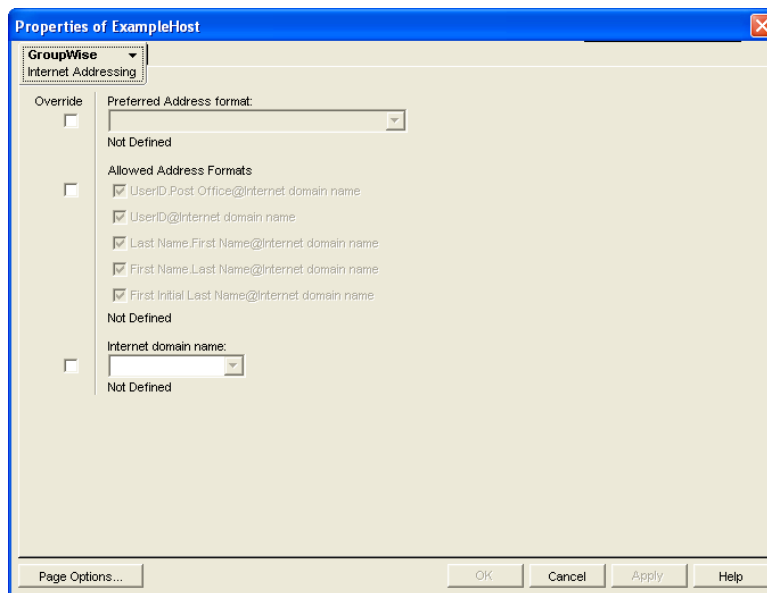 Properties of ExampleHost
GroupWise
Internet Addressing
Override
Preferred Address format:
Not Defined
Allowed Address Formats
UserID.Post Office@Internet domain name
UserID@Internet domain name
Last Name.First Name@Internet domain name
First Name.Last Name@Internet domain name
First Initial Last Name@Internet domain name
Not Defined
Internet domain name:
Not Defined
Page Options...
OK
Cancel
Apply
Help